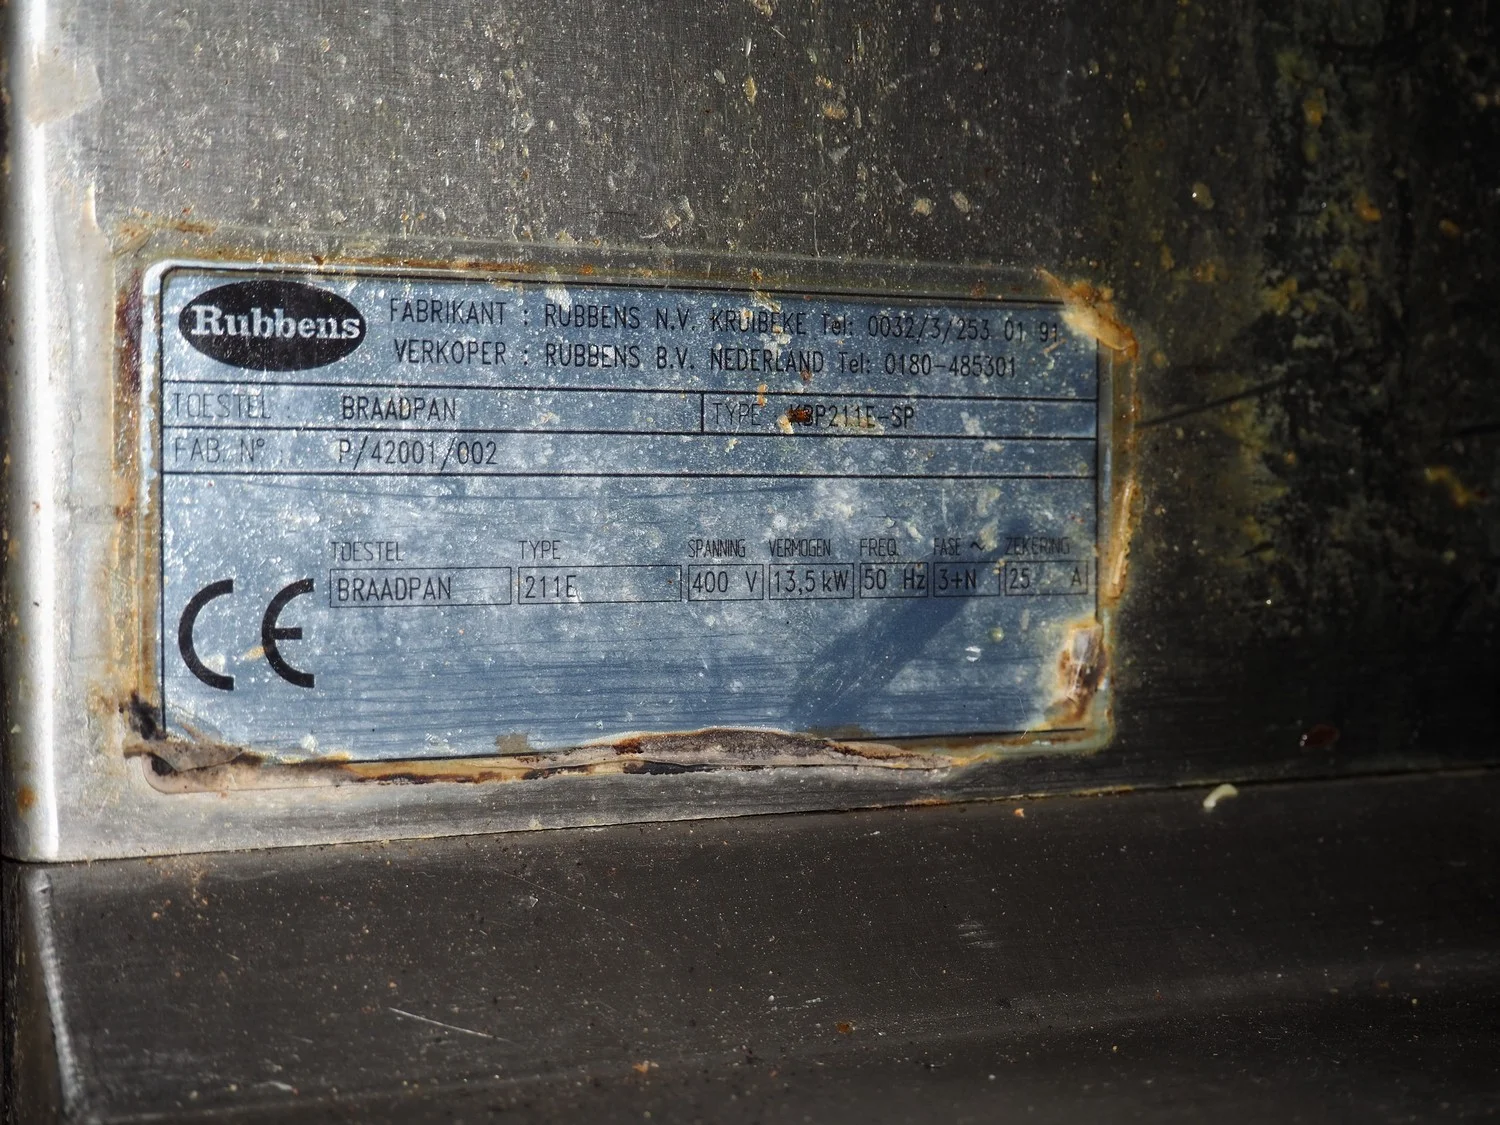 Rubbens
FABRIKANT : RUBBENS N.V. KRUIBEKE Tel: 0032/3/253 01 91
VERKOPER : RUBBENS B.V. NEDERLAND Tel: 0180-485301
TOESTEL : BRAADPAN TYPE KBP211E-SP
FAB. N° : P/42001/002
TOESTEL TYPE SPANNING VERMOGEN FREQ. FASE ~ ZEKERING
BRAADPAN 211E 400 V 13,5 kW 50 Hz 3+N 25 A
CE